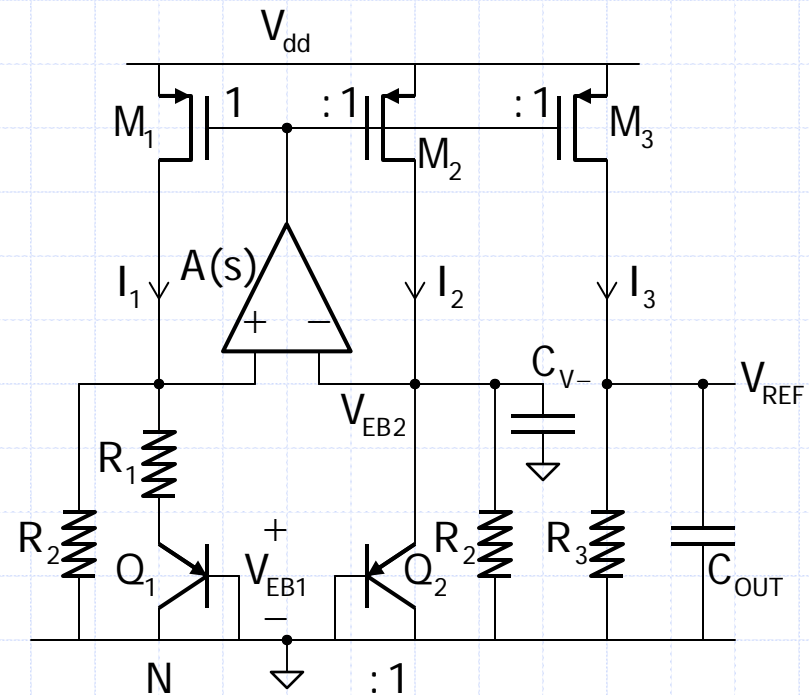 V_dd
M_1 1 :1 M_2 :1 M_3
I_1 A(s) I_2 I_3
+ −
V_EB2 C_V− V_REF
R_1
R_2 Q_1 + V_EB1 − Q_2 R_2 R_3 C_OUT
N :1